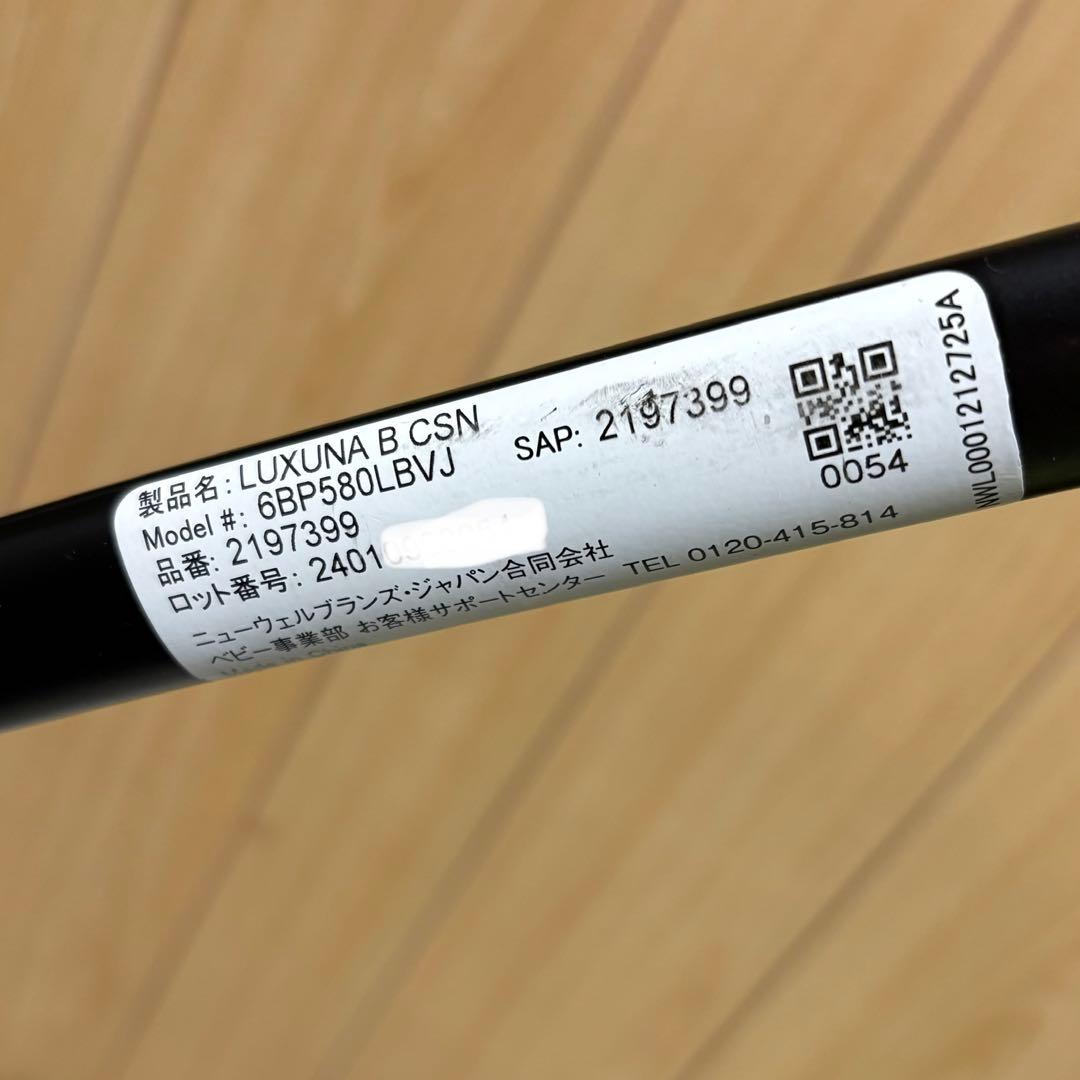 製品名: LUXUNA B CSN
Model #: 6BP580LBVJ
SAP: 2197399
品番: 2197399
ロット番号: 2401
ニューウェルブランズ・ジャパン合同会社
ベビー事業部 お客様サポートセンター TEL 0120-415-814
Made in China
0054
NWL0001212725A